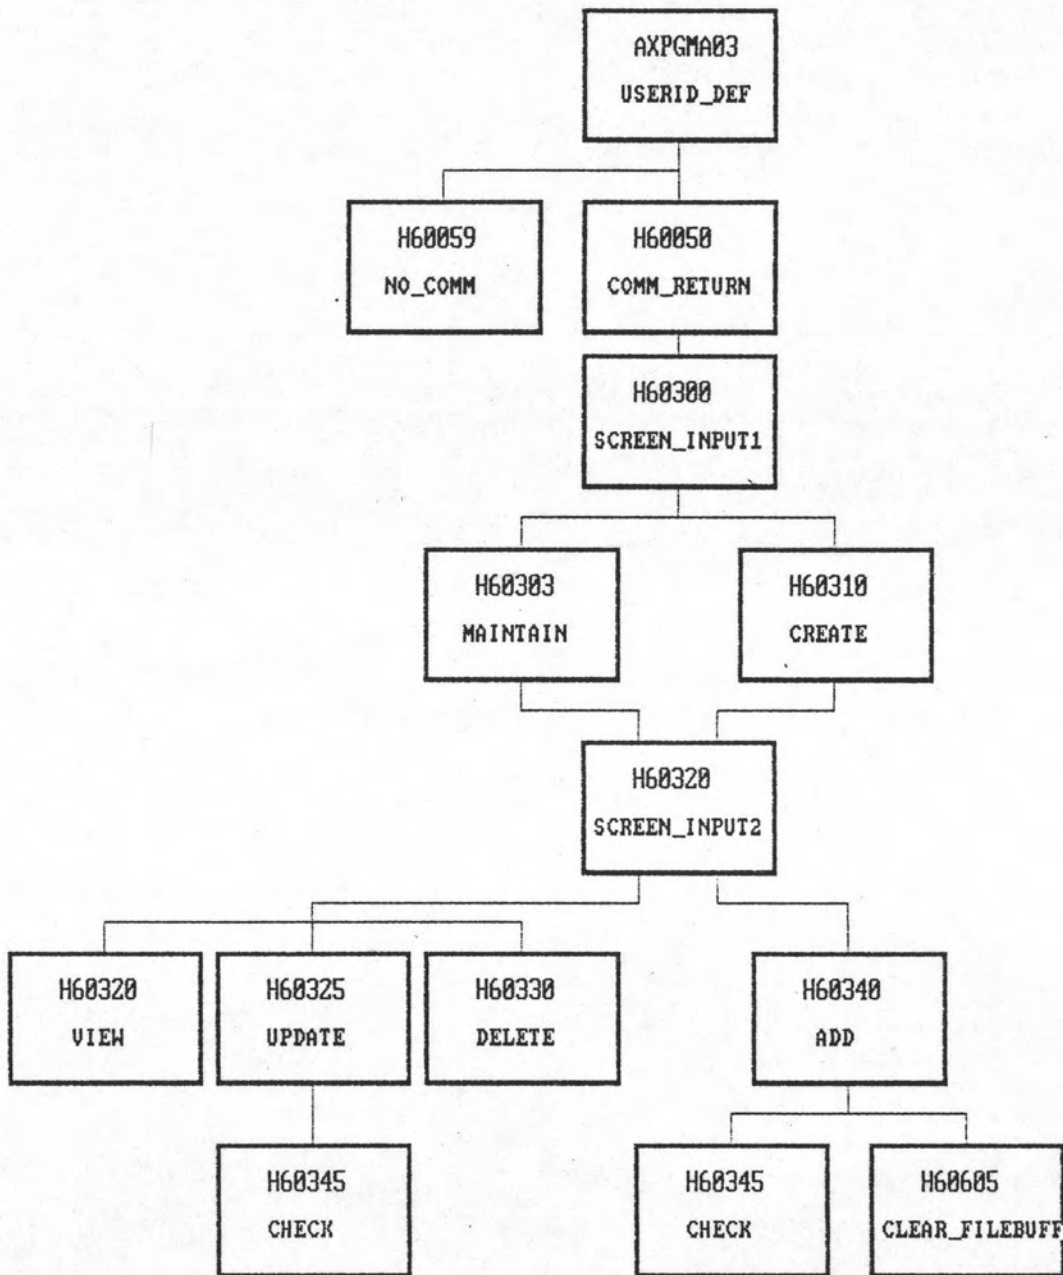 AXPGMA03
USERID_DEF
H60059
NO_COMM
H60050
COMM_RETURN
H60300
SCREEN_INPUT1
H60303
MAINTAIN
H60310
CREATE
H60320
SCREEN_INPUT2
H60320
VIEW
H60325
UPDATE
H60330
DELETE
H60340
ADD
H60345
CHECK
H60345
CHECK
H60605
CLEAR_FILEBUFF